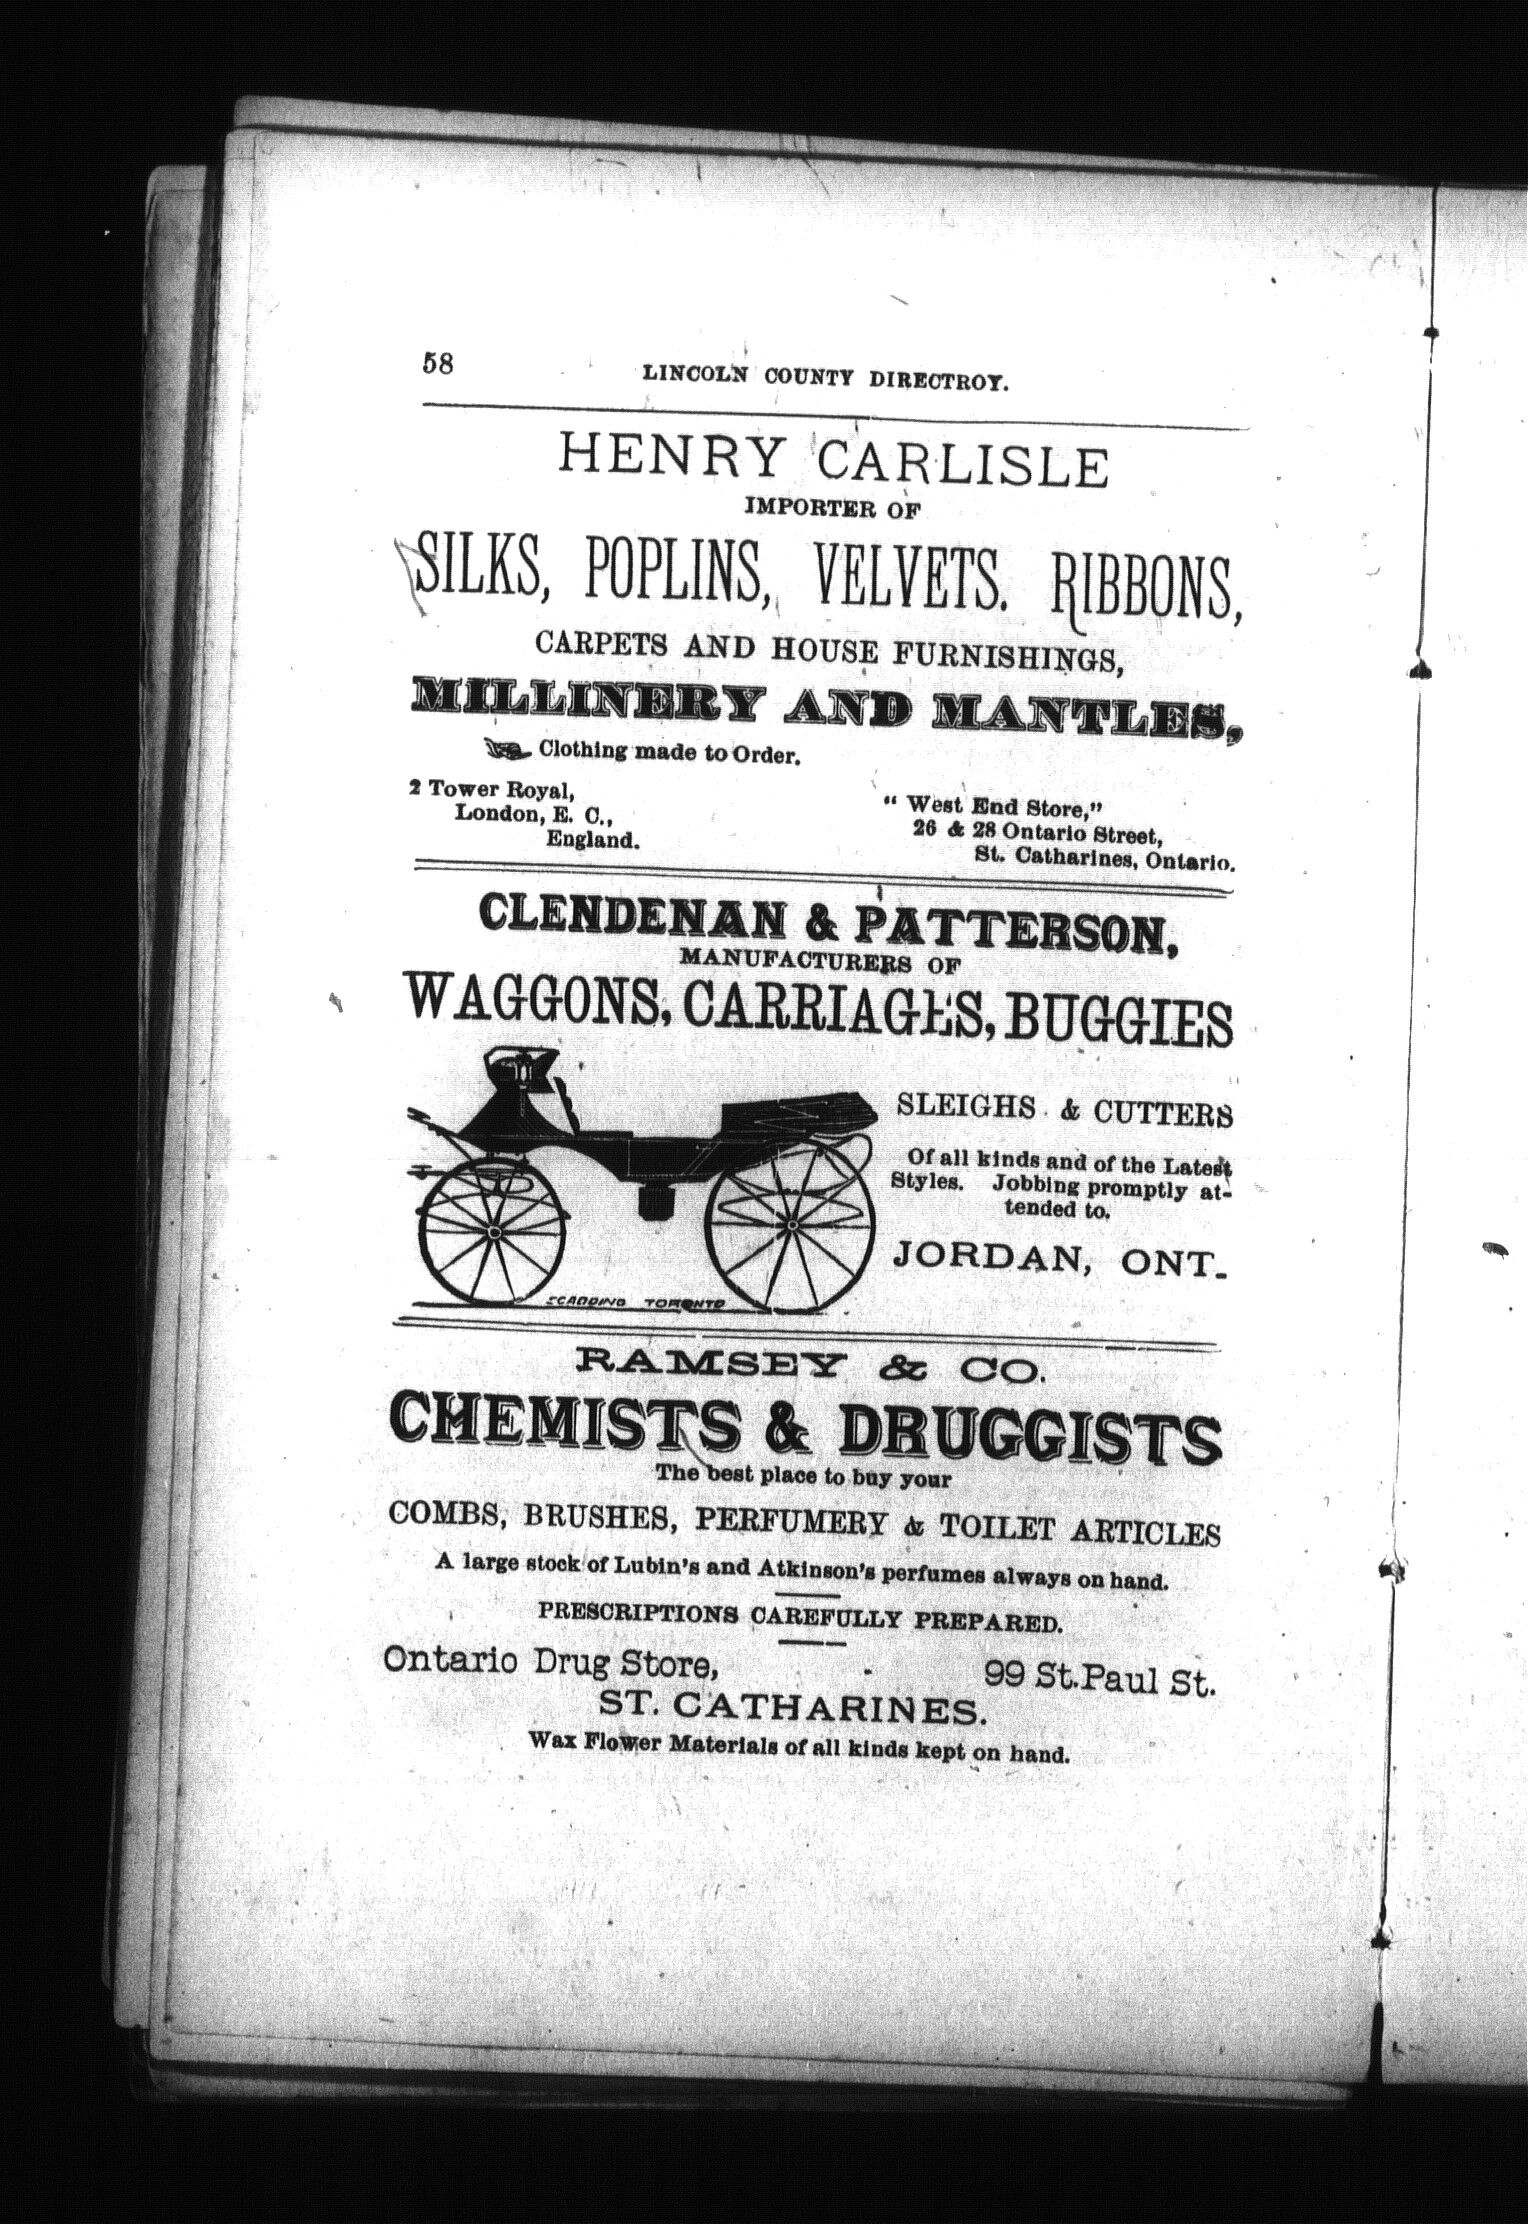 58 LINCOLN COUNTY DIRECTROY.
HENRY CARLISLE
IMPORTER OF
SILKS, POPLINS, VELVETS. RIBBONS,
CARPETS AND HOUSE FURNISHINGS,
MILLINERY AND MANTLES,
Clothing made to Order.
2 Tower Royal,
London, E. C.,
England.
" West End Store,"
26 & 28 Ontario Street,
St. Catharines, Ontario.
CLENDENAN & PATTERSON,
MANUFACTURERS OF
WAGGONS, CARRIAGES, BUGGIES
SLEIGHS & CUTTERS
Of all kinds and of the Latest
Styles. Jobbing promptly at-
tended to.
JORDAN, ONT.
SCADDING TORONTO
RAMSEY & CO.
CHEMISTS & DRUGGISTS
The best place to buy your
COMBS, BRUSHES, PERFUMERY & TOILET ARTICLES
A large stock of Lubin's and Atkinson's perfumes always on hand.
PRESCRIPTIONS CAREFULLY PREPARED.
Ontario Drug Store, - 99 St. Paul St.
ST. CATHARINES.
Wax Flower Materials of all kinds kept on hand.